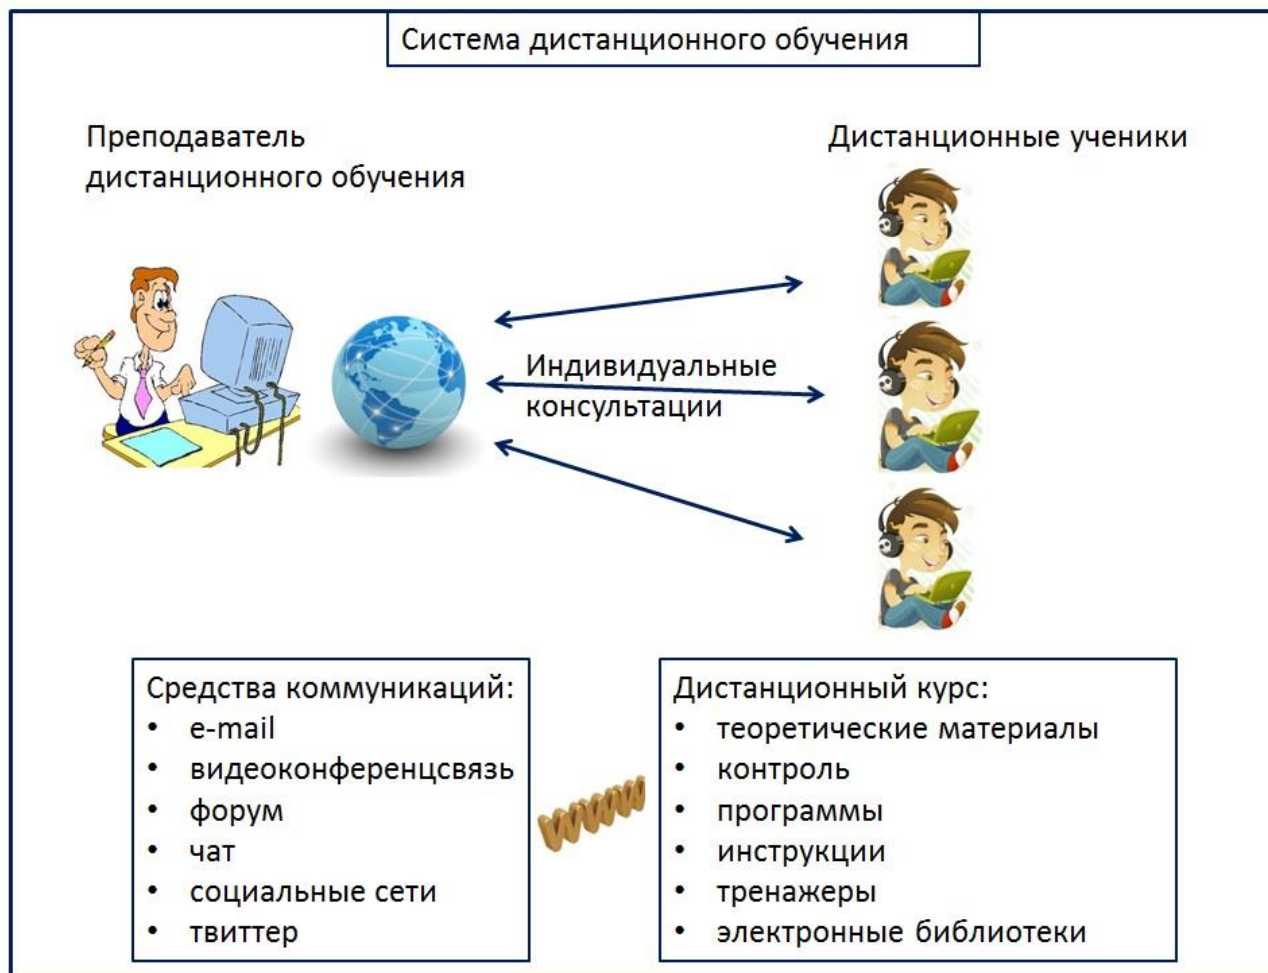 Система дистанционного обучения
Преподаватель
дистанционного обучения
Дистанционные ученики
Индивидуальные
консультации
Средства коммуникаций:
• e-mail
• видеоконференцсвязь
• форум
• чат
• социальные сети
• твиттер
www
Дистанционный курс:
• теоретические материалы
• контроль
• программы
• инструкции
• тренажеры
• электронные библиотеки